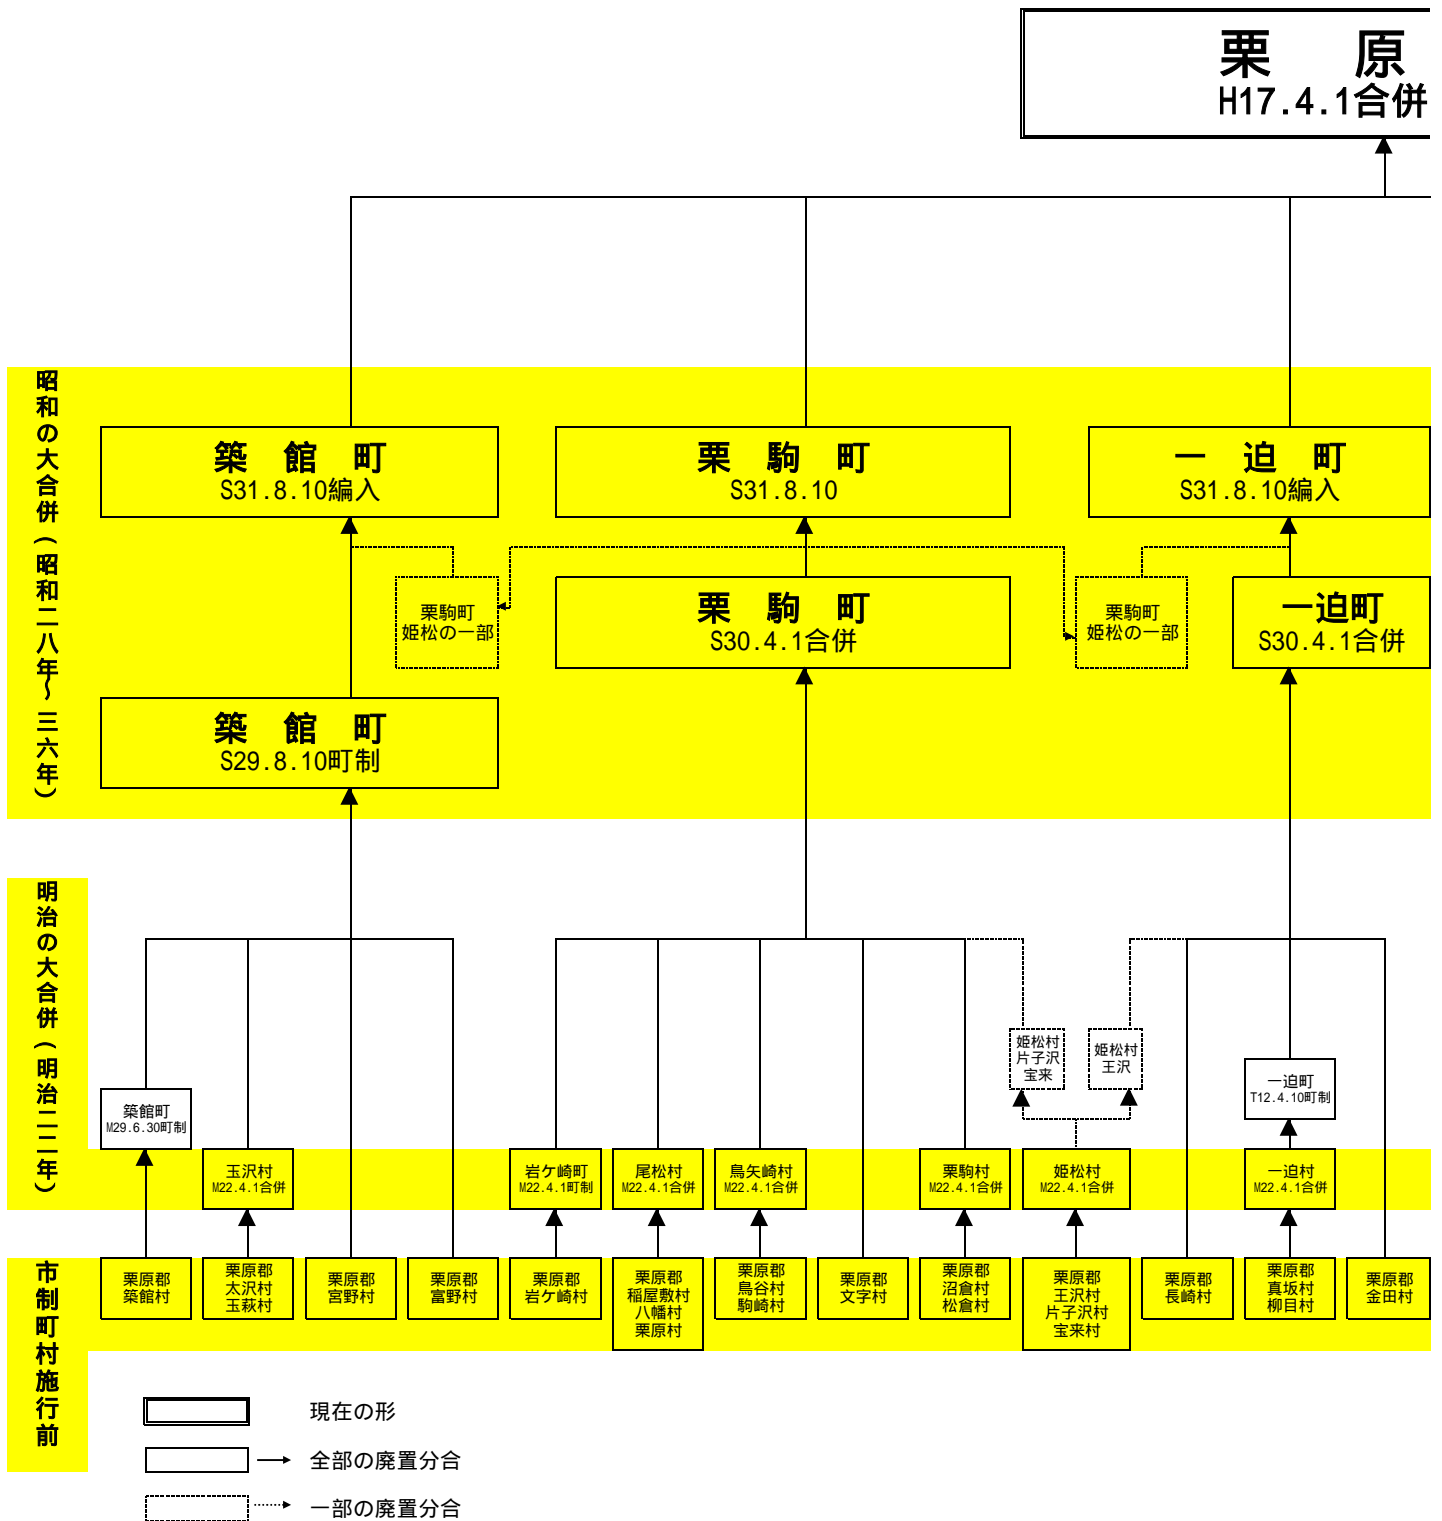 栗　原
H17.4.1合併
昭和の大合併(昭和二八年~三六年)
築　館　町
S31.8.10編入
栗　駒　町
S31.8.10
一　迫　町
S31.8.10編入
栗駒町
姫松の一部
栗　駒　町
S30.4.1合併
栗駒町
姫松の一部
一迫町
S30.4.1合併
築　館　町
S29.8.10町制
明治の大合併(明治二二年)
姫松村
片子沢
宝来
姫松村
王沢
一迫町
T12.4.10町制
築館町
M29.6.30町制
玉沢村
M22.4.1合併
岩ケ崎町
M22.4.1町制
尾松村
M22.4.1合併
鳥矢崎村
M22.4.1合併
栗駒村
M22.4.1合併
姫松村
M22.4.1合併
一迫村
M22.4.1合併
市制町村施行前
栗原郡
築館村
栗原郡
太沢村
玉萩村
栗原郡
宮野村
栗原郡
富野村
栗原郡
岩ケ崎村
栗原郡
稲屋敷村
八幡村
栗原村
栗原郡
鳥谷村
駒崎村
栗原郡
文字村
栗原郡
沼倉村
松倉村
栗原郡
王沢村
片子沢村
宝来村
栗原郡
長崎村
栗原郡
真坂村
柳目村
栗原郡
金田村
現在の形
全部の廃置分合
一部の廃置分合